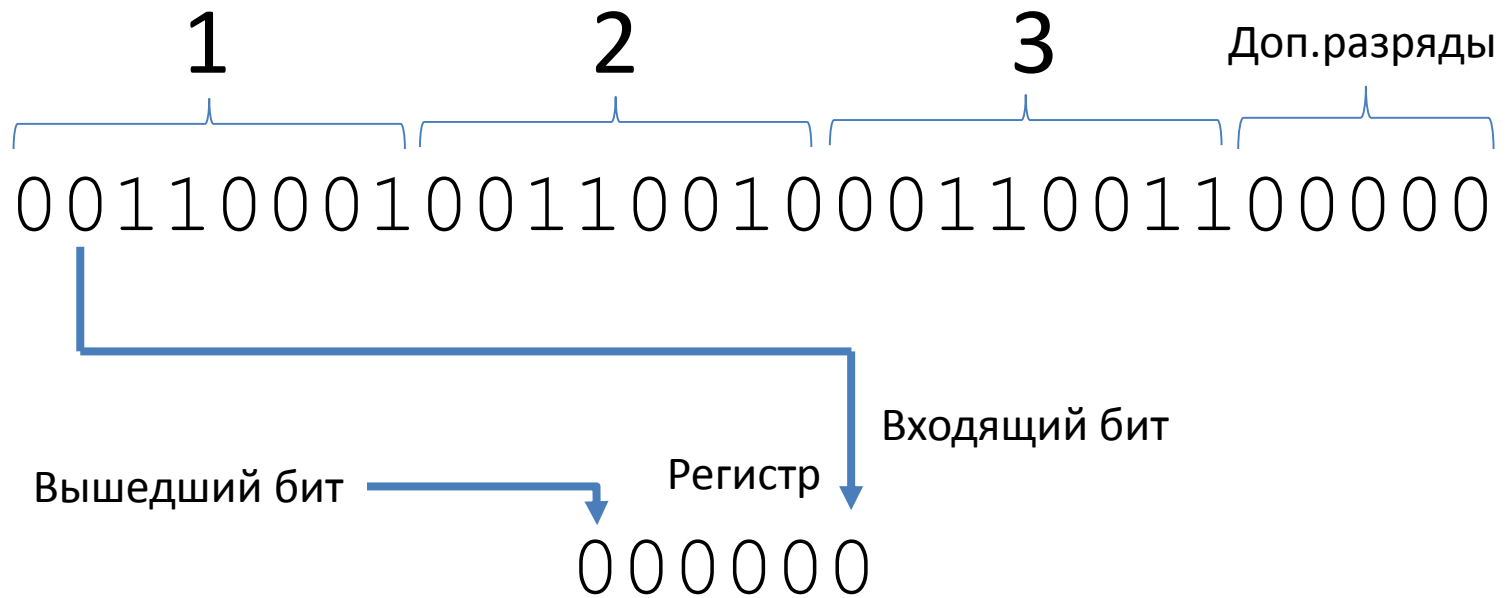 1 2 3 Доп.разряды
00110001001100100011001100000
Входящий бит
Регистр
Вышедший бит
000000